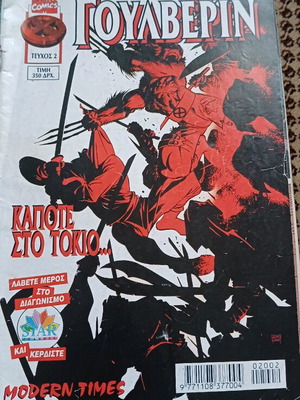 COMICS
ΓΟΥΛΒΕΡΙΝ
ΤΕΥΧΟΣ 2
ΤΙΜΗ
350 ΔΡΧ.
ΚΑΠΟΤΕ
ΣΤΟ ΤΟΚΙΟ...
ΛΑΒΕΤΕ ΜΕΡΟΣ
ΣΤΟ
ΔΙΑΓΩΝΙΣΜΟ
STAR
ΚΑΙ ΚΕΡΔΙΣΤΕ
MODERN TIMES
02002
9 771108 377004